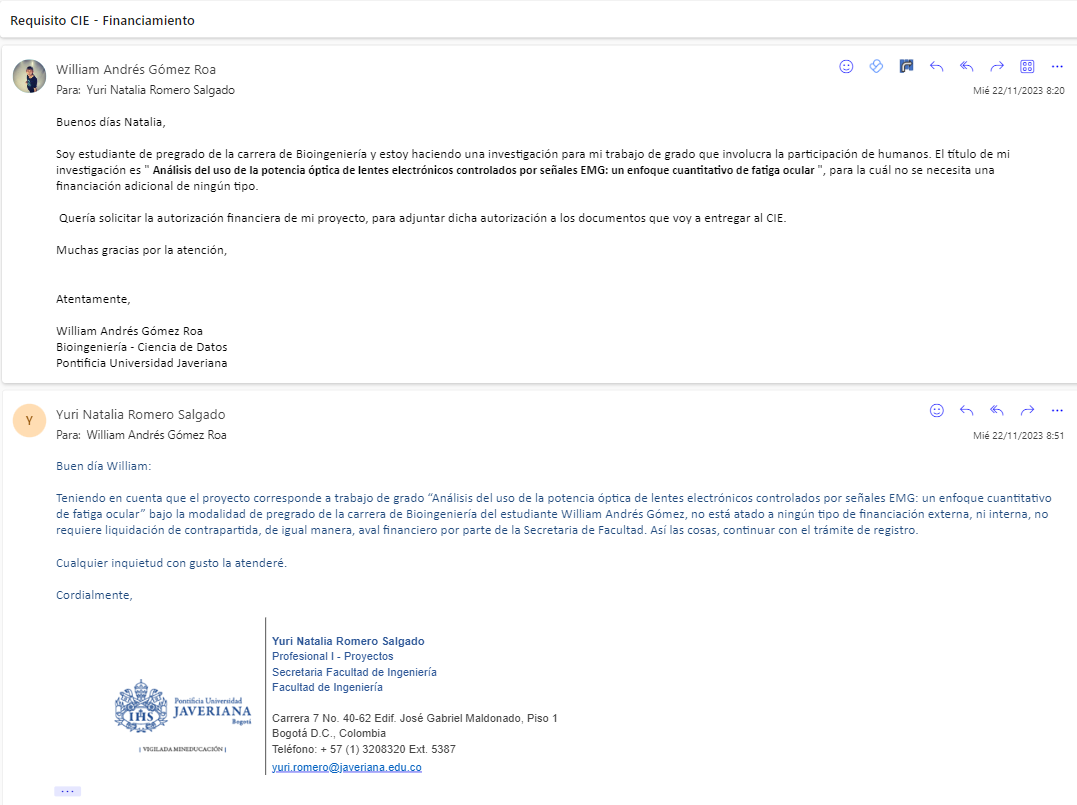 Requisito CIE - Financiamiento
William Andrés Gómez Roa
Para: Yuri Natalia Romero Salgado
Mié 22/11/2023 8:20
Buenos días Natalia,
Soy estudiante de pregrado de la carrera de Bioingeniería y estoy haciendo una investigación para mi trabajo de grado que involucra la participación de humanos. El título de mi
investigación es " Análisis del uso de la potencia óptica de lentes electrónicos controlados por señales EMG: un enfoque cuantitativo de fatiga ocular ", para la cuál no se necesita una
financiación adicional de ningún tipo.
Quería solicitar la autorización financiera de mi proyecto, para adjuntar dicha autorización a los documentos que voy a entregar al CIE.
Muchas gracias por la atención,
Atentamente,
William Andrés Gómez Roa
Bioingeniería - Ciencia de Datos
Pontificia Universidad Javeriana
Y
Yuri Natalia Romero Salgado
Para: William Andrés Gómez Roa
Mié 22/11/2023 8:51
Buen día William:
Teniendo en cuenta que el proyecto corresponde a trabajo de grado “Análisis del uso de la potencia óptica de lentes electrónicos controlados por señales EMG: un enfoque cuantitativo
de fatiga ocular” bajo la modalidad de pregrado de la carrera de Bioingeniería del estudiante William Andrés Gómez, no está atado a ningún tipo de financiación externa, ni interna, no
requiere liquidación de contrapartida, de igual manera, aval financiero por parte de la Secretaria de Facultad. Así las cosas, continuar con el trámite de registro.
Cualquier inquietud con gusto la atenderé.
Cordialmente,
IHS
Pontificia Universidad
JAVERIANA
Bogotá
| VIGILADA MINEDUCACIÓN |
Yuri Natalia Romero Salgado
Profesional I - Proyectos
Secretaria Facultad de Ingeniería
Facultad de Ingeniería
Carrera 7 No. 40-62 Edif. José Gabriel Maldonado, Piso 1
Bogotá D.C., Colombia
Teléfono: + 57 (1) 3208320 Ext. 5387
yuri.romero@javeriana.edu.co